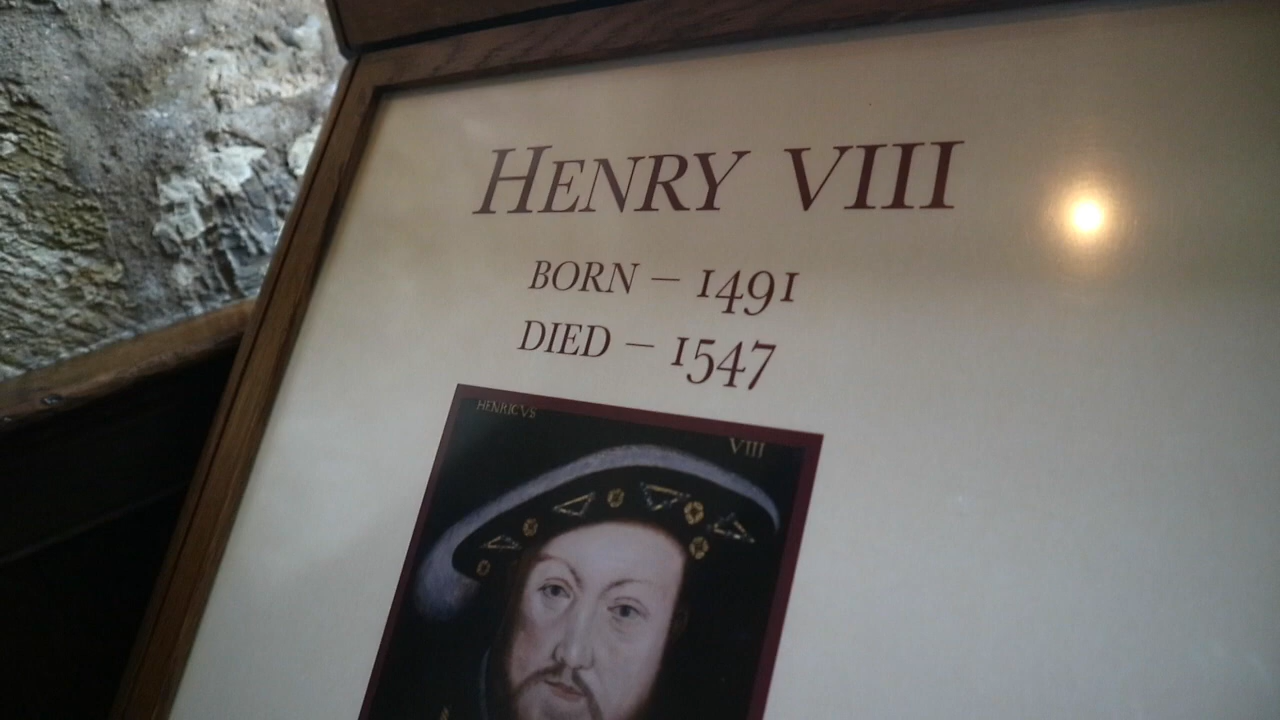 HENRY VIII
BORN – 1491
DIED – 1547
HENRICVS VIII